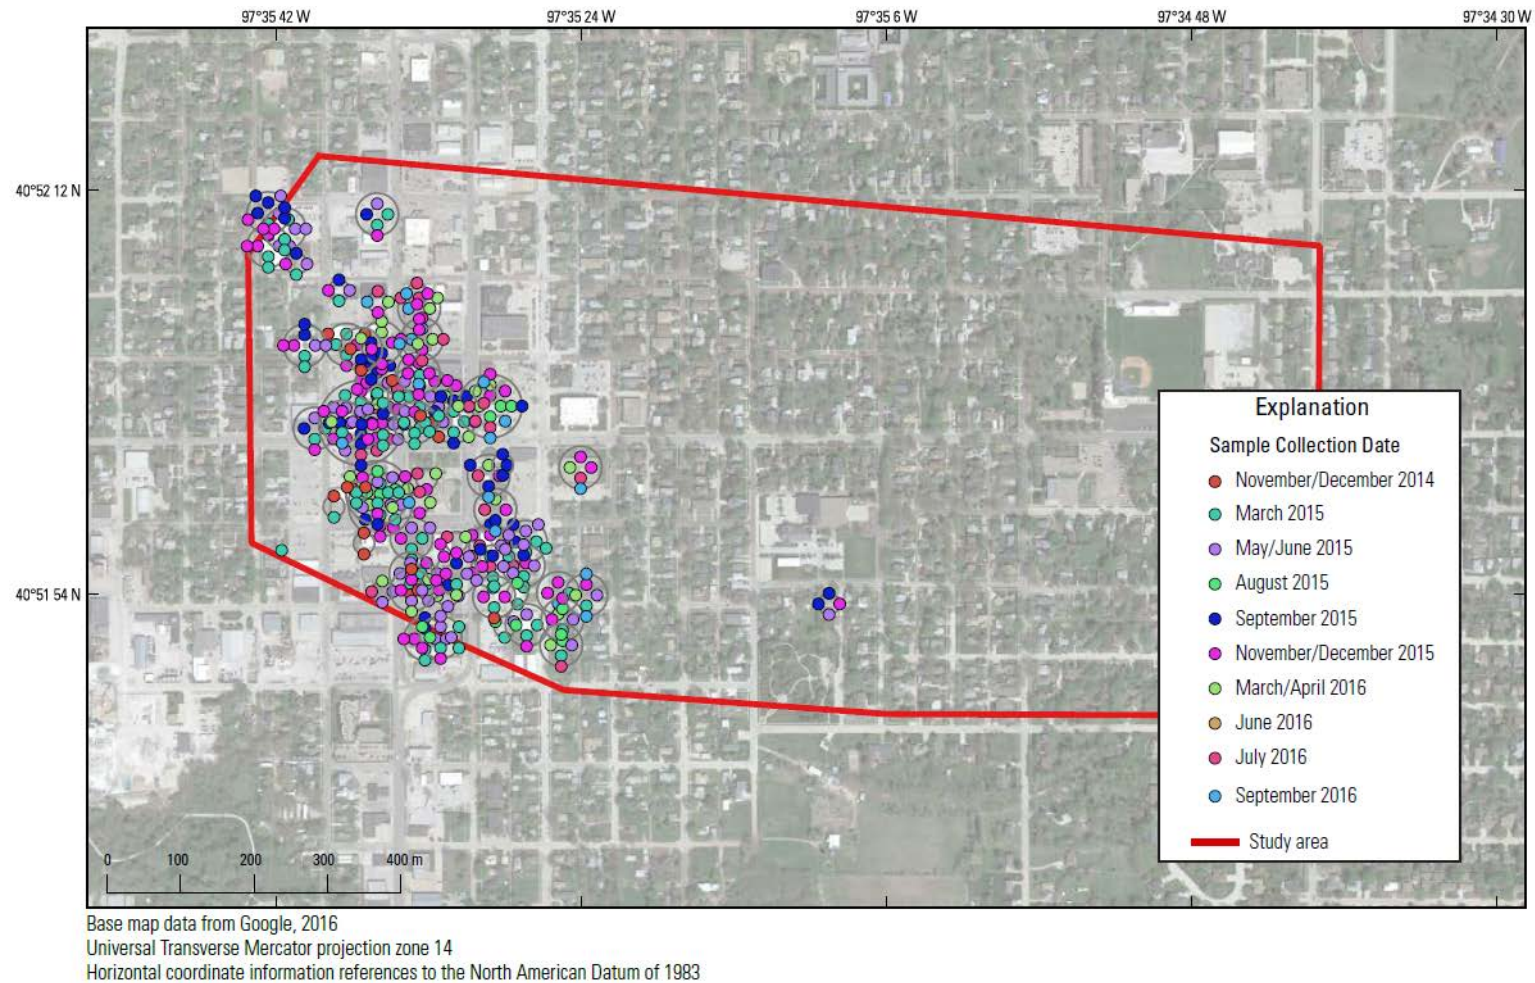 97°35 42 W 97°35 24 W 97°35 6 W 97°34 48 W 97°34 30 W
40°52 12 N
40°51 54 N
Explanation
Sample Collection Date
November/December 2014
March 2015
May/June 2015
August 2015
September 2015
November/December 2015
March/April 2016
June 2016
July 2016
September 2016
Study area
0 100 200 300 400 m
Base map data from Google, 2016
Universal Transverse Mercator projection zone 14
Horizontal coordinate information references to the North American Datum of 1983